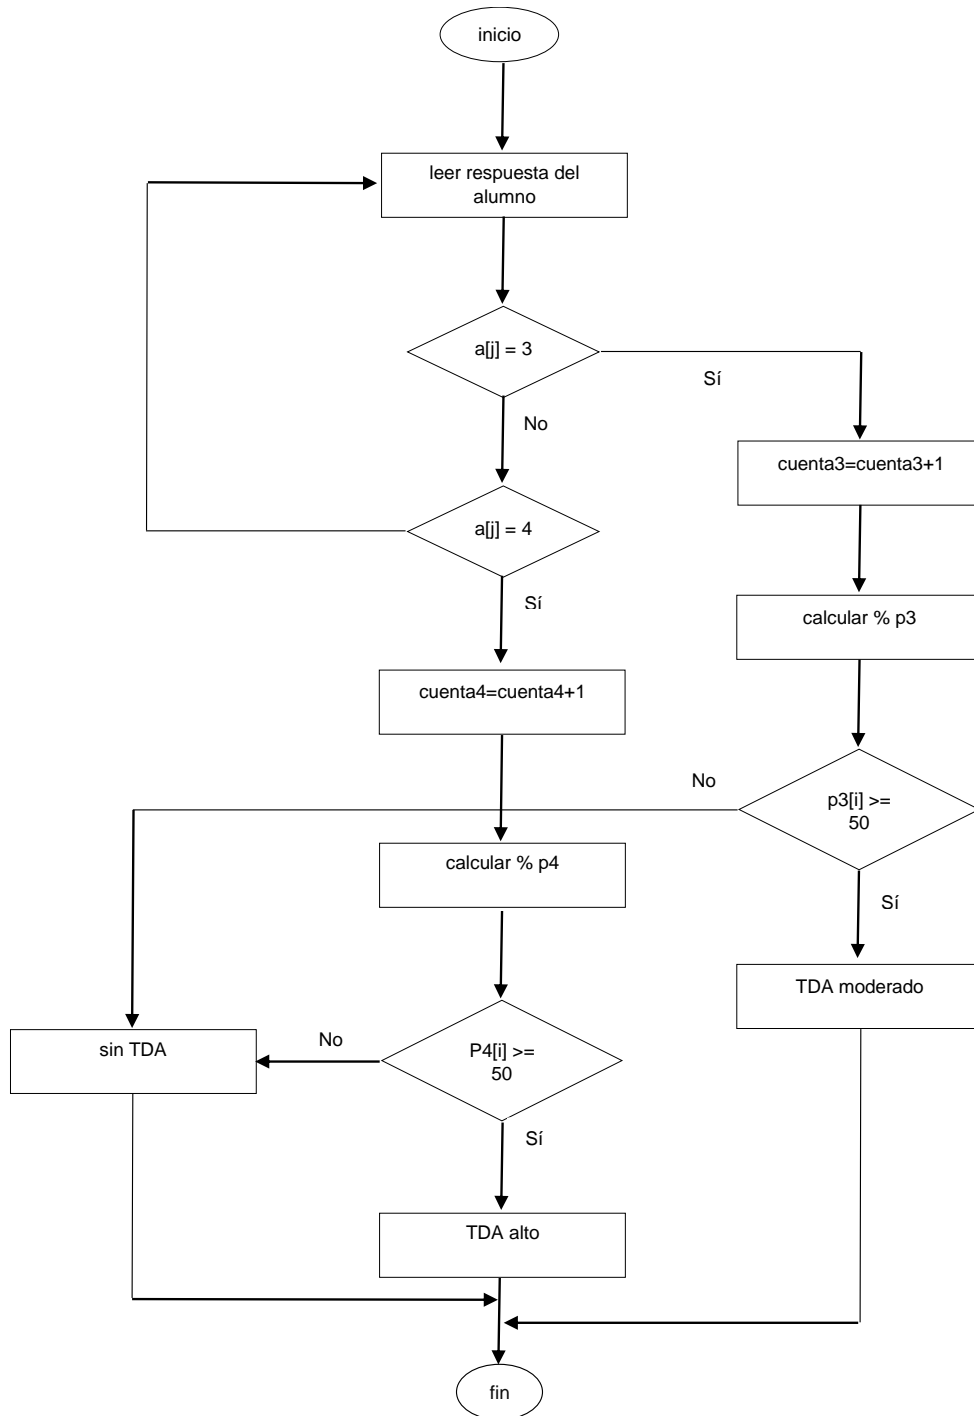 inicio
leer respuesta del
alumno
a[j] = 3
Sí
No
cuenta3=cuenta3+1
a[j] = 4
Sí
calcular % p3
cuenta4=cuenta4+1
No
p3[i] >=
50
calcular % p4
Sí
TDA moderado
sin TDA
No
P4[i] >=
50
Sí
TDA alto
fin